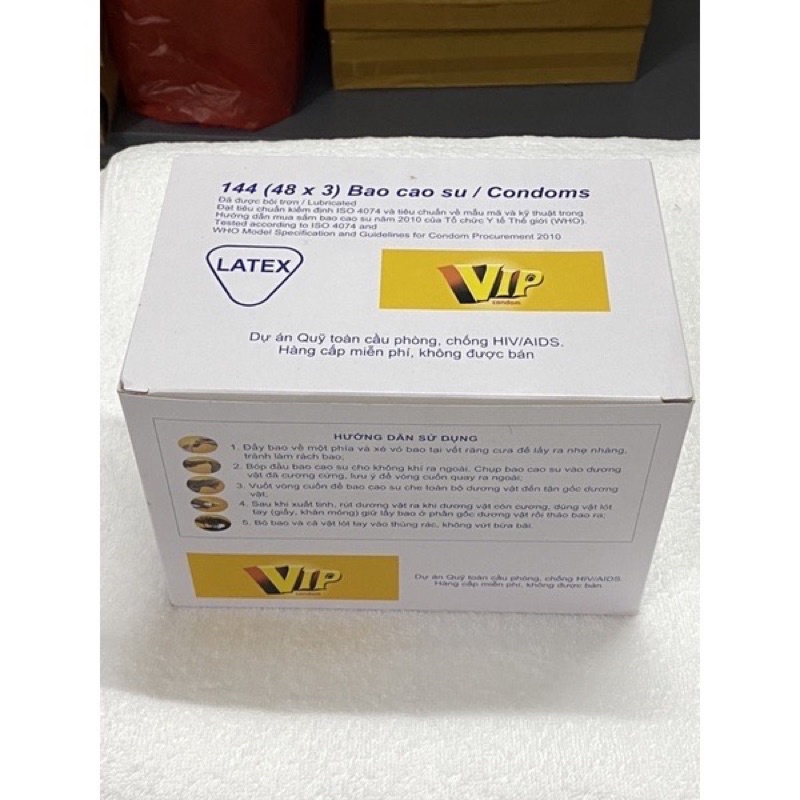 144 (48 x 3) Bao cao su / Condoms
Đã được bôi trơn / Lubricated
Đạt tiêu chuẩn kiểm định ISO 4074 và tiêu chuẩn về mẫu mã và kỹ thuật trong
Hướng dẫn mua sắm bao cao su năm 2010 của Tổ chức Y tế Thế giới (WHO).
Tested according to ISO 4074 and
WHO Model Specification and Guidelines for Condom Procurement 2010
LATEX
VIP
condom
Dự án Quỹ toàn cầu phòng, chống HIV/AIDS.
Hàng cấp miễn phí, không được bán
HƯỚNG DẪN SỬ DỤNG
1. Đẩy bao về một phía và xé vỏ bao tại vết răng cưa để lấy ra nhẹ nhàng,
tránh làm rách bao;
2. Bóp đầu bao cao su cho không khí ra ngoài. Chụp bao cao su vào dương
vật đã cương cứng, lưu ý để vòng cuốn quay ra ngoài;
3. Vuốt vòng cuốn để bao cao su che toàn bộ dương vật đến tận gốc dương
vật.
4. Sau khi xuất tinh, rút dương vật ra khi dương vật còn cương, dùng vật lót
tay (giấy, khăn mỏng) giữ lấy bao ở phần gốc dương vật rồi tháo bao ra;
5. Bỏ bao và cả vật lót tay vào thùng rác, không vứt bừa bãi.
VIP
condom
Dự án Quỹ toàn cầu phòng, chống HIV/AIDS
Hàng cấp miễn phí, không được bán